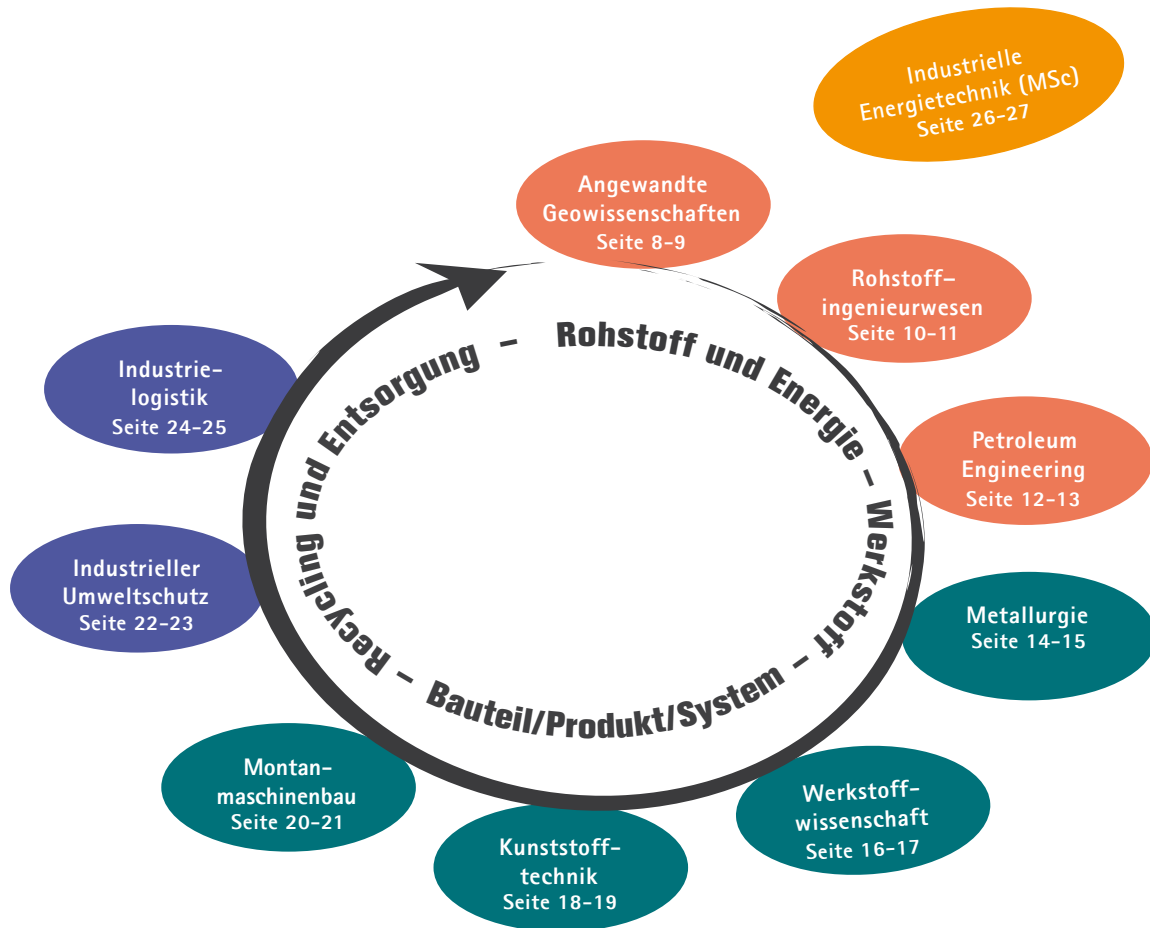 Industrielle
Energietechnik (MSc)
Seite 26-27
Angewandte
Geowissenschaften
Seite 8-9
Rohstoff-
ingenieurwesen
Seite 10-11
Petroleum
Engineering
Seite 12-13
Metallurgie
Seite 14-15
Werkstoff-
wissenschaft
Seite 16-17
Kunststoff-
technik
Seite 18-19
Montan-
maschinenbau
Seite 20-21
Industrieller
Umweltschutz
Seite 22-23
Industrie-
logistik
Seite 24-25
Rohstoff und Energie – Werkstoff – Bauteil/Produkt/System – Recycling und Entsorgung –